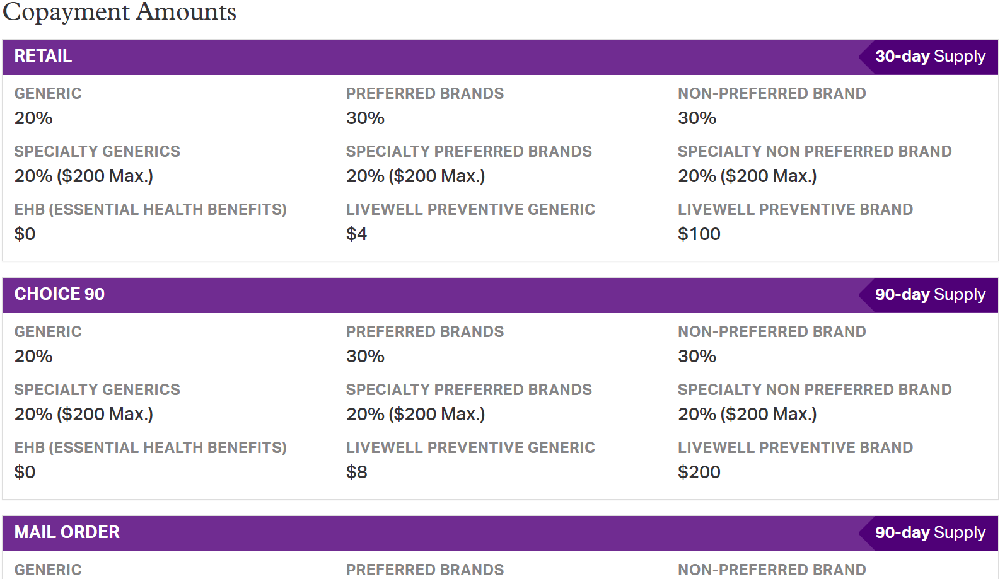 Copayment Amounts
RETAIL 30-day Supply
GENERIC PREFERRED BRANDS NON-PREFERRED BRAND
20% 30% 30%
SPECIALTY GENERICS SPECIALTY PREFERRED BRANDS SPECIALTY NON PREFERRED BRAND
20% ($200 Max.) 20% ($200 Max.) 20% ($200 Max.)
EHB (ESSENTIAL HEALTH BENEFITS) LIVEWELL PREVENTIVE GENERIC LIVEWELL PREVENTIVE BRAND
$0 $4 $100
CHOICE 90 90-day Supply
GENERIC PREFERRED BRANDS NON-PREFERRED BRAND
20% 30% 30%
SPECIALTY GENERICS SPECIALTY PREFERRED BRANDS SPECIALTY NON PREFERRED BRAND
20% ($200 Max.) 20% ($200 Max.) 20% ($200 Max.)
EHB (ESSENTIAL HEALTH BENEFITS) LIVEWELL PREVENTIVE GENERIC LIVEWELL PREVENTIVE BRAND
$0 $8 $200
MAIL ORDER 90-day Supply
GENERIC PREFERRED BRANDS NON-PREFERRED BRAND